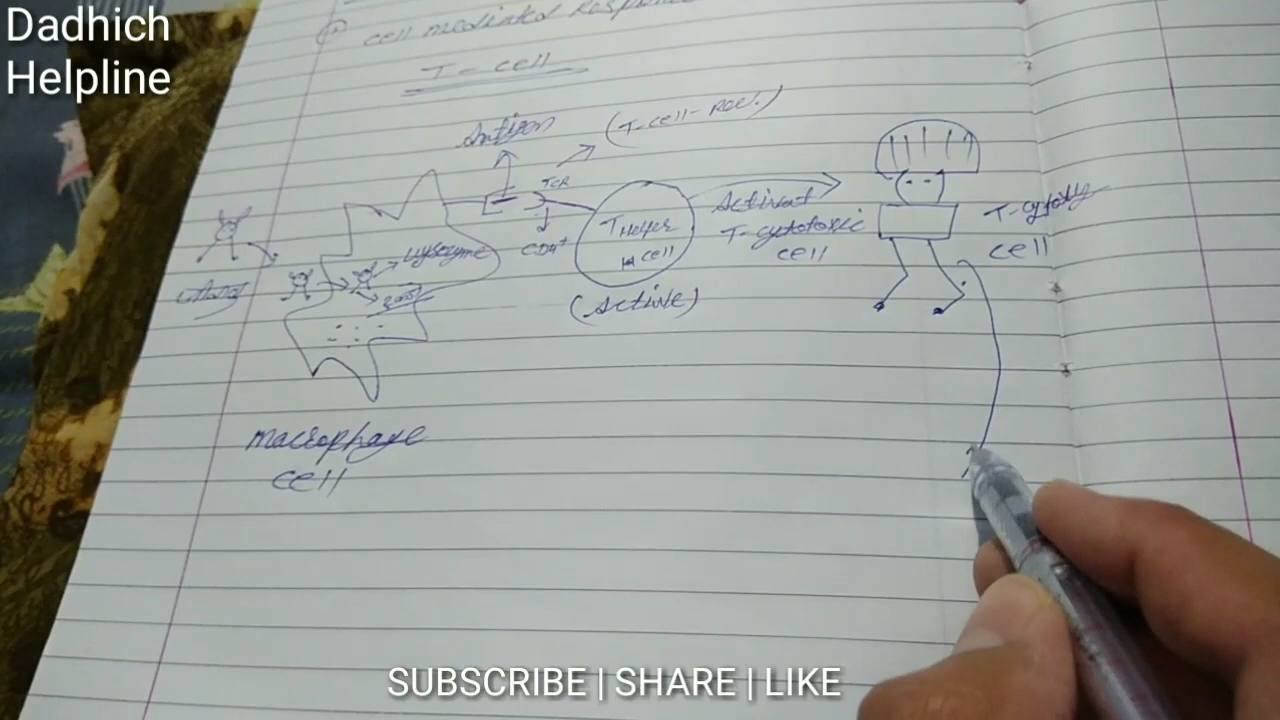 Dadhich
Helpline
cell mediated Response
T-cell
Antigen
(T-cell-Rec.)
TCR
CD4+
T Helper
cell
(Active)
Activat
T-cytotoxic
cell
cell
lysozyme
macrophage
cell
SUBSCRIBE | SHARE | LIKE